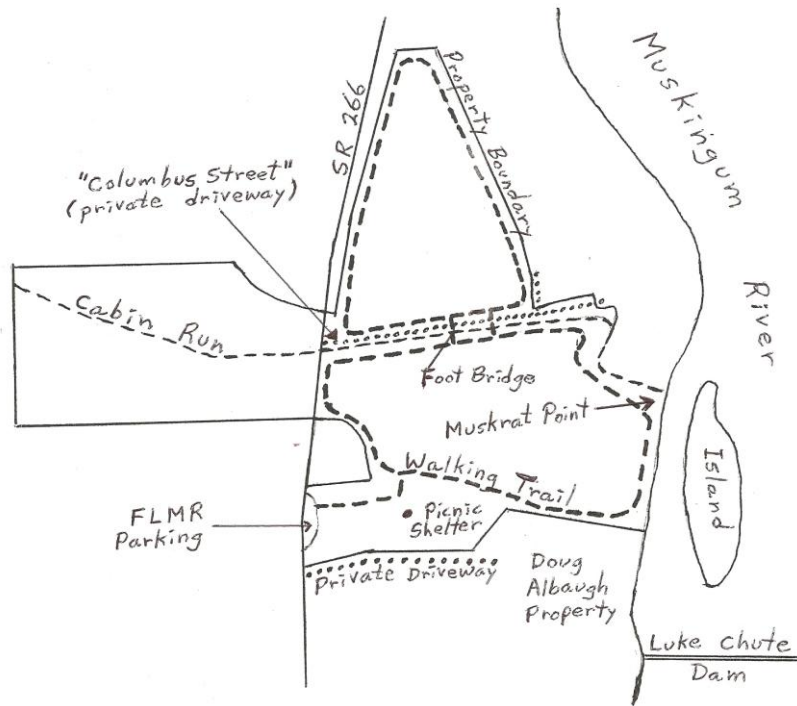 Muskingum
River
SR 266
Property Boundary
"Columbus Street"
(private driveway)
Cabin Run
Foot Bridge
Muskrat Point
Island
Walking Trail
FLMR
Parking
Picnic
Shelter
Private Driveway
Doug
Albaugh
Property
Luke Chute
Dam